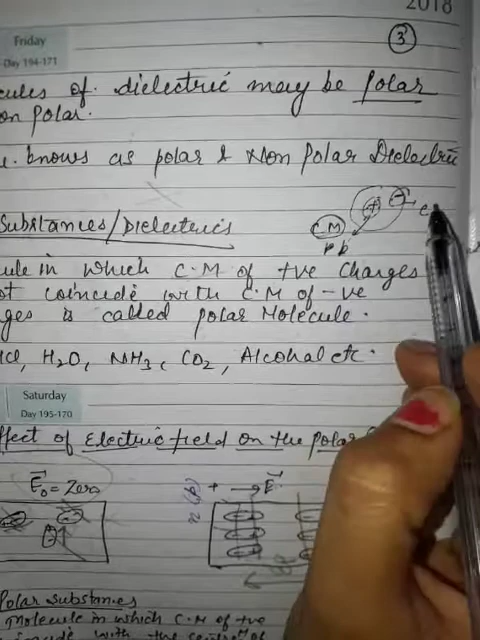 2018
Friday
Day 194-171
3
cules of dielectric may be polar
on polar.
e. knows as polar & Non Polar Dielectric
Substances/Dielectrics
C.M
ule in which C.M of +ve Charges
ot coincide with C.M of -ve
ges is called polar Molecule.
HCl, H2O, NH3, CO2, Alcohal etc.
Saturday
Day 195-170
ffect of Electric field on the polar
E0 = Zero
+ → E
Polar Substances
Molecule in which C.M of +ve